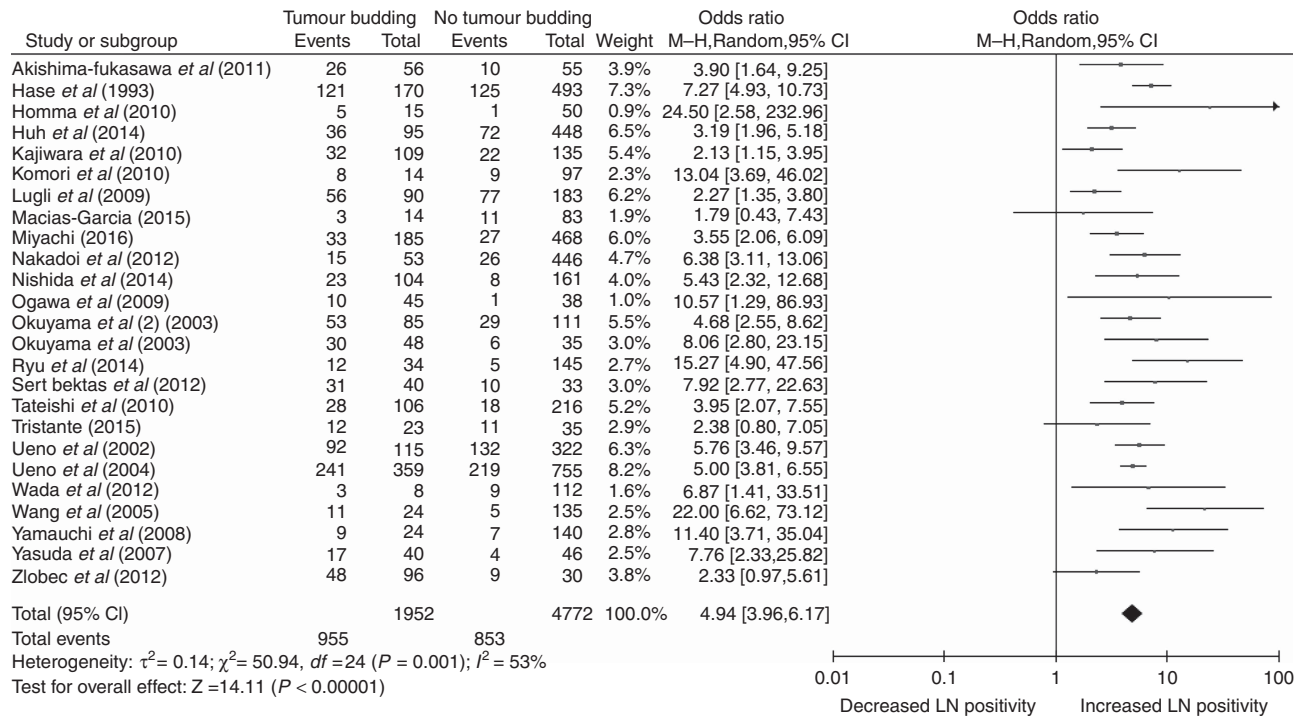 Tumour budding No tumour budding Odds ratio Odds ratio
Study or subgroup Events Total Events Total Weight M–H,Random,95% CI M–H,Random,95% CI
Akishima-fukasawa et al (2011) 26 56 10 55 3.9% 3.90 [1.64, 9.25]
Hase et al (1993) 121 170 125 493 7.3% 7.27 [4.93, 10.73]
Homma et al (2010) 5 15 1 50 0.9% 24.50 [2.58, 232.96]
Huh et al (2014) 36 95 72 448 6.5% 3.19 [1.96, 5.18]
Kajiwara et al (2010) 32 109 22 135 5.4% 2.13 [1.15, 3.95]
Komori et al (2010) 8 14 9 97 2.3% 13.04 [3.69, 46.02]
Lugli et al (2009) 56 90 77 183 6.2% 2.27 [1.35, 3.80]
Macias-Garcia (2015) 3 14 11 83 1.9% 1.79 [0.43, 7.43]
Miyachi (2016) 33 185 27 468 6.0% 3.55 [2.06, 6.09]
Nakadoi et al (2012) 15 53 26 446 4.7% 6.38 [3.11, 13.06]
Nishida et al (2014) 23 104 8 161 4.0% 5.43 [2.32, 12.68]
Ogawa et al (2009) 10 45 1 38 1.0% 10.57 [1.29, 86.93]
Okuyama et al (2) (2003) 53 85 29 111 5.5% 4.68 [2.55, 8.62]
Okuyama et al (2003) 30 48 6 35 3.0% 8.06 [2.80, 23.15]
Ryu et al (2014) 12 34 5 145 2.7% 15.27 [4.90, 47.56]
Sert bektas et al (2012) 31 40 10 33 3.0% 7.92 [2.77, 22.63]
Tateishi et al (2010) 28 106 18 216 5.2% 3.95 [2.07, 7.55]
Tristante (2015) 12 23 11 35 2.9% 2.38 [0.80, 7.05]
Ueno et al (2002) 92 115 132 322 6.3% 5.76 [3.46, 9.57]
Ueno et al (2004) 241 359 219 755 8.2% 5.00 [3.81, 6.55]
Wada et al (2012) 3 8 9 112 1.6% 6.87 [1.41, 33.51]
Wang et al (2005) 11 24 5 135 2.5% 22.00 [6.62, 73.12]
Yamauchi et al (2008) 9 24 7 140 2.8% 11.40 [3.71, 35.04]
Yasuda et al (2007) 17 40 4 46 2.5% 7.76 [2.33,25.82]
Zlobec et al (2012) 48 96 9 30 3.8% 2.33 [0.97,5.61]
Total (95% CI) 1952 4772 100.0% 4.94 [3.96,6.17]
Total events 955 853
Heterogeneity: τ² = 0.14; χ² = 50.94, df = 24 (P = 0.001); I² = 53%
Test for overall effect: Z =14.11 (P < 0.00001)
0.01 0.1 1 10 100
Decreased LN positivity Increased LN positivity